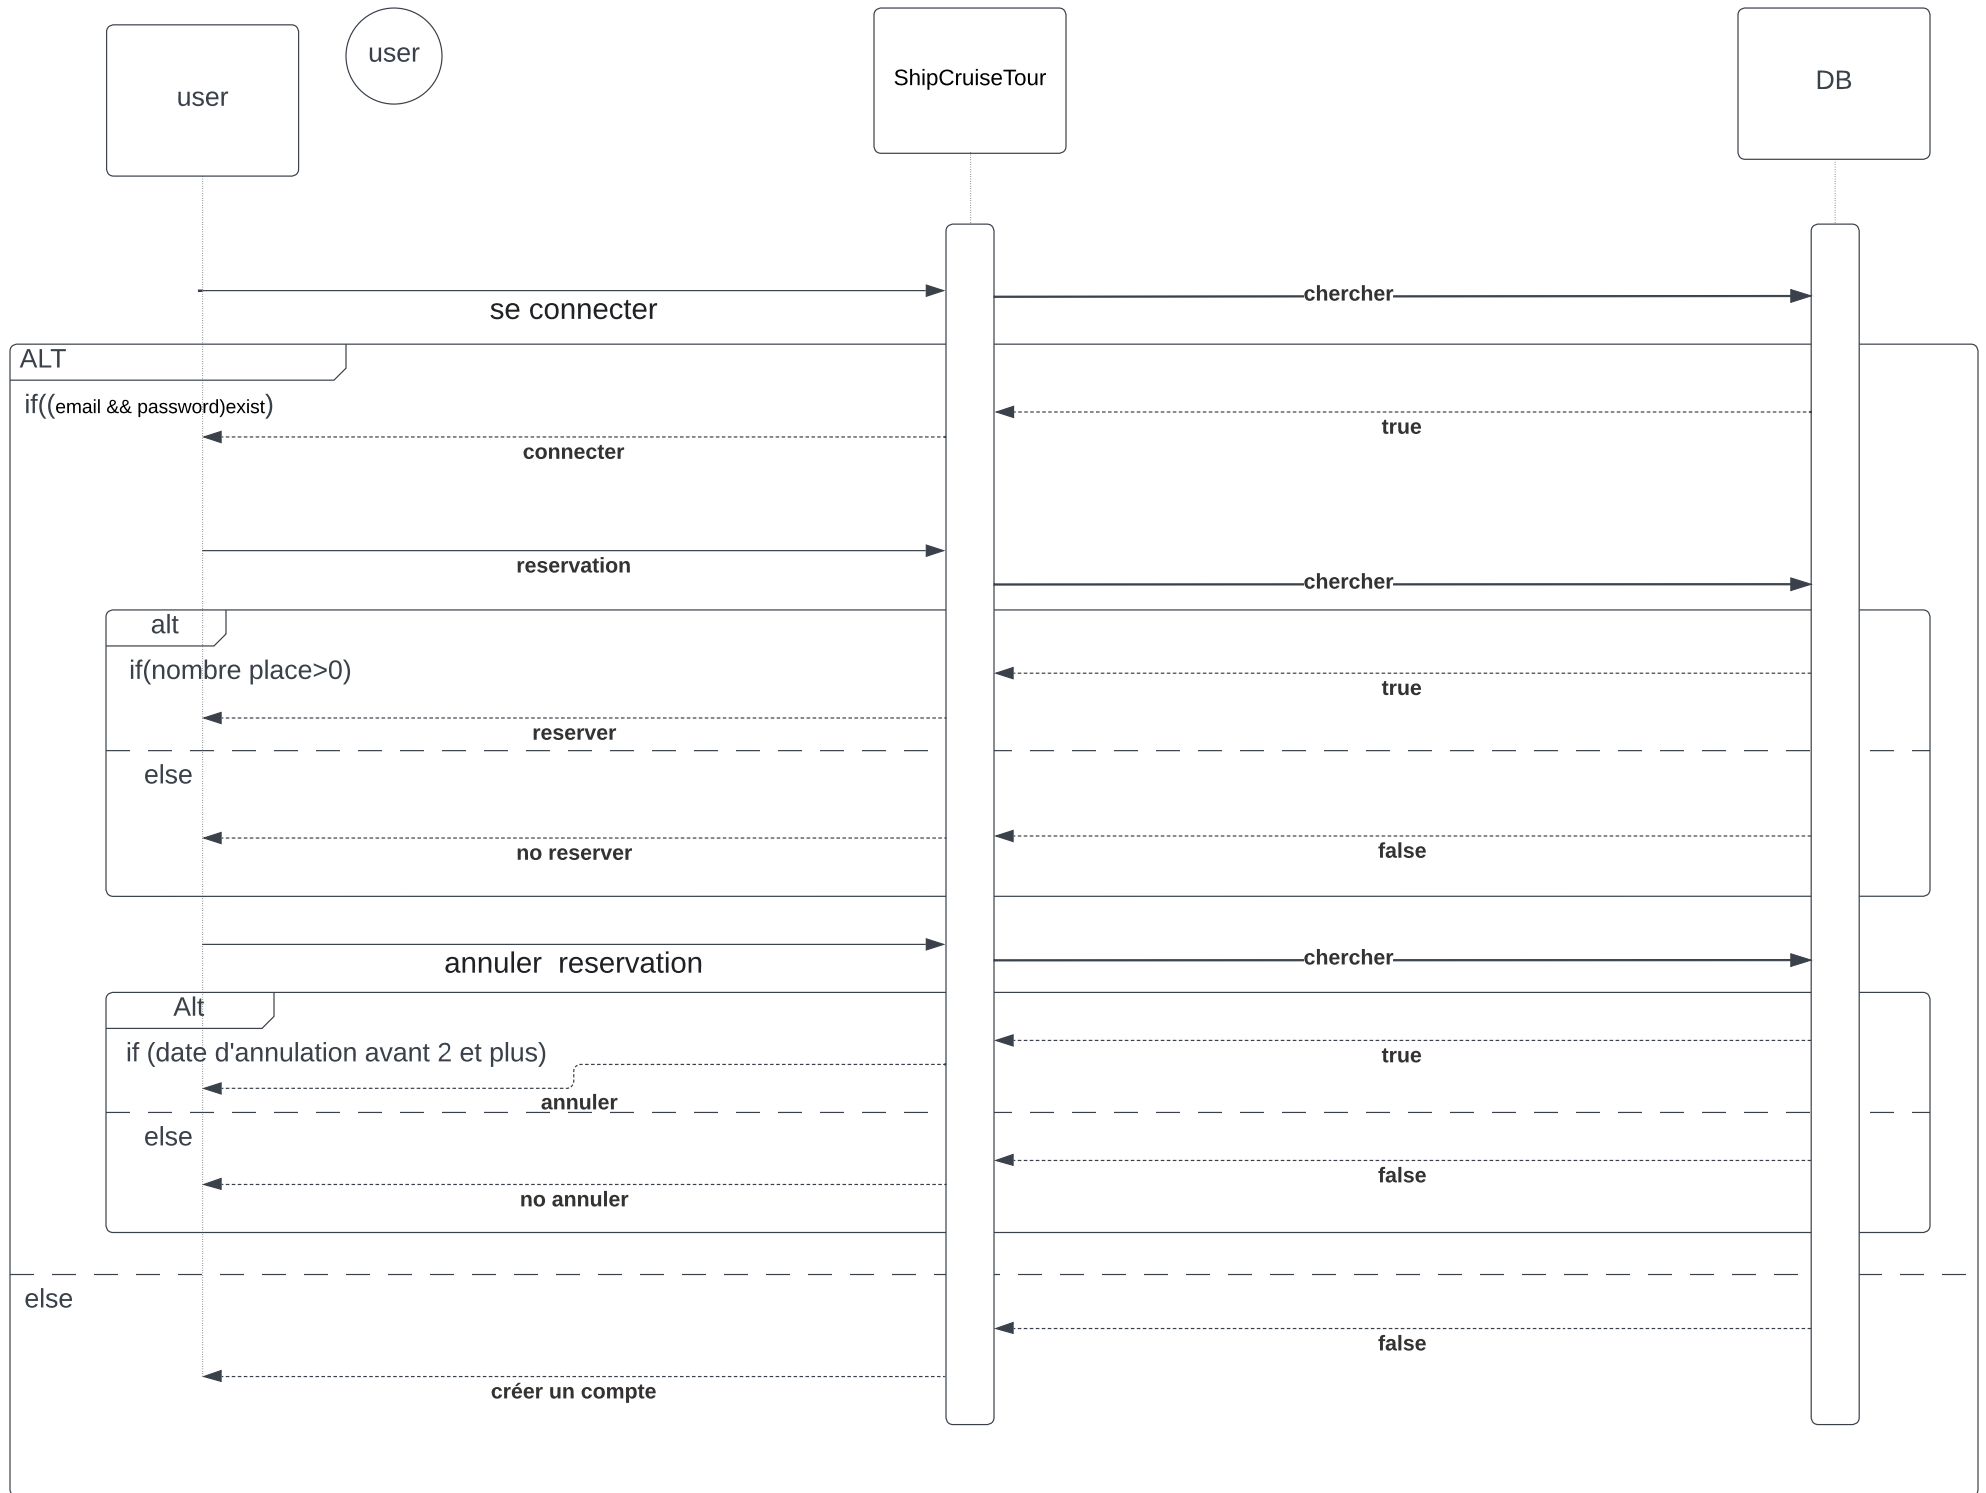 user
user
ShipCruiseTour
DB
se connecter
chercher
ALT
if((email && password)exist)
true
connecter
reservation
chercher
alt
if(nombre place>0)
true
reserver
else
no reserver
false
annuler  reservation
chercher
Alt
if (date d'annulation avant 2 et plus)
true
annuler
else
false
no annuler
else
false
créer un compte